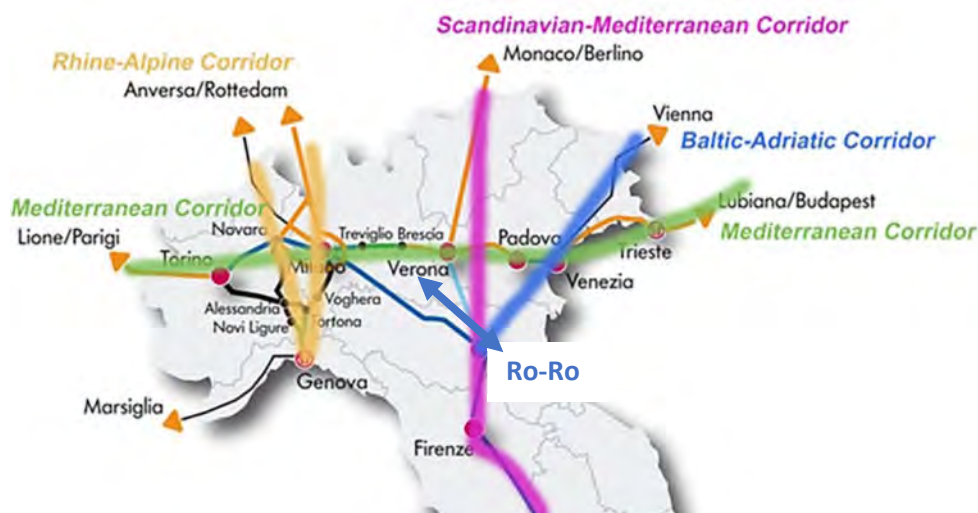 Scandinavian-Mediterranean Corridor
Monaco/Berlino
Rhine-Alpine Corridor
Anversa/Rottedam
Vienna
Baltic-Adriatic Corridor
Mediterranean Corridor
Lubiana/Budapest
Lione/Parigi
Novara
Treviglio
Brescia
Padova
Mediterranean Corridor
Torino
Milano
Verona
Trieste
Venezia
Alessandria
Voghera
Novi Ligure
Tortona
Ro-Ro
Genova
Marsiglia
Firenze